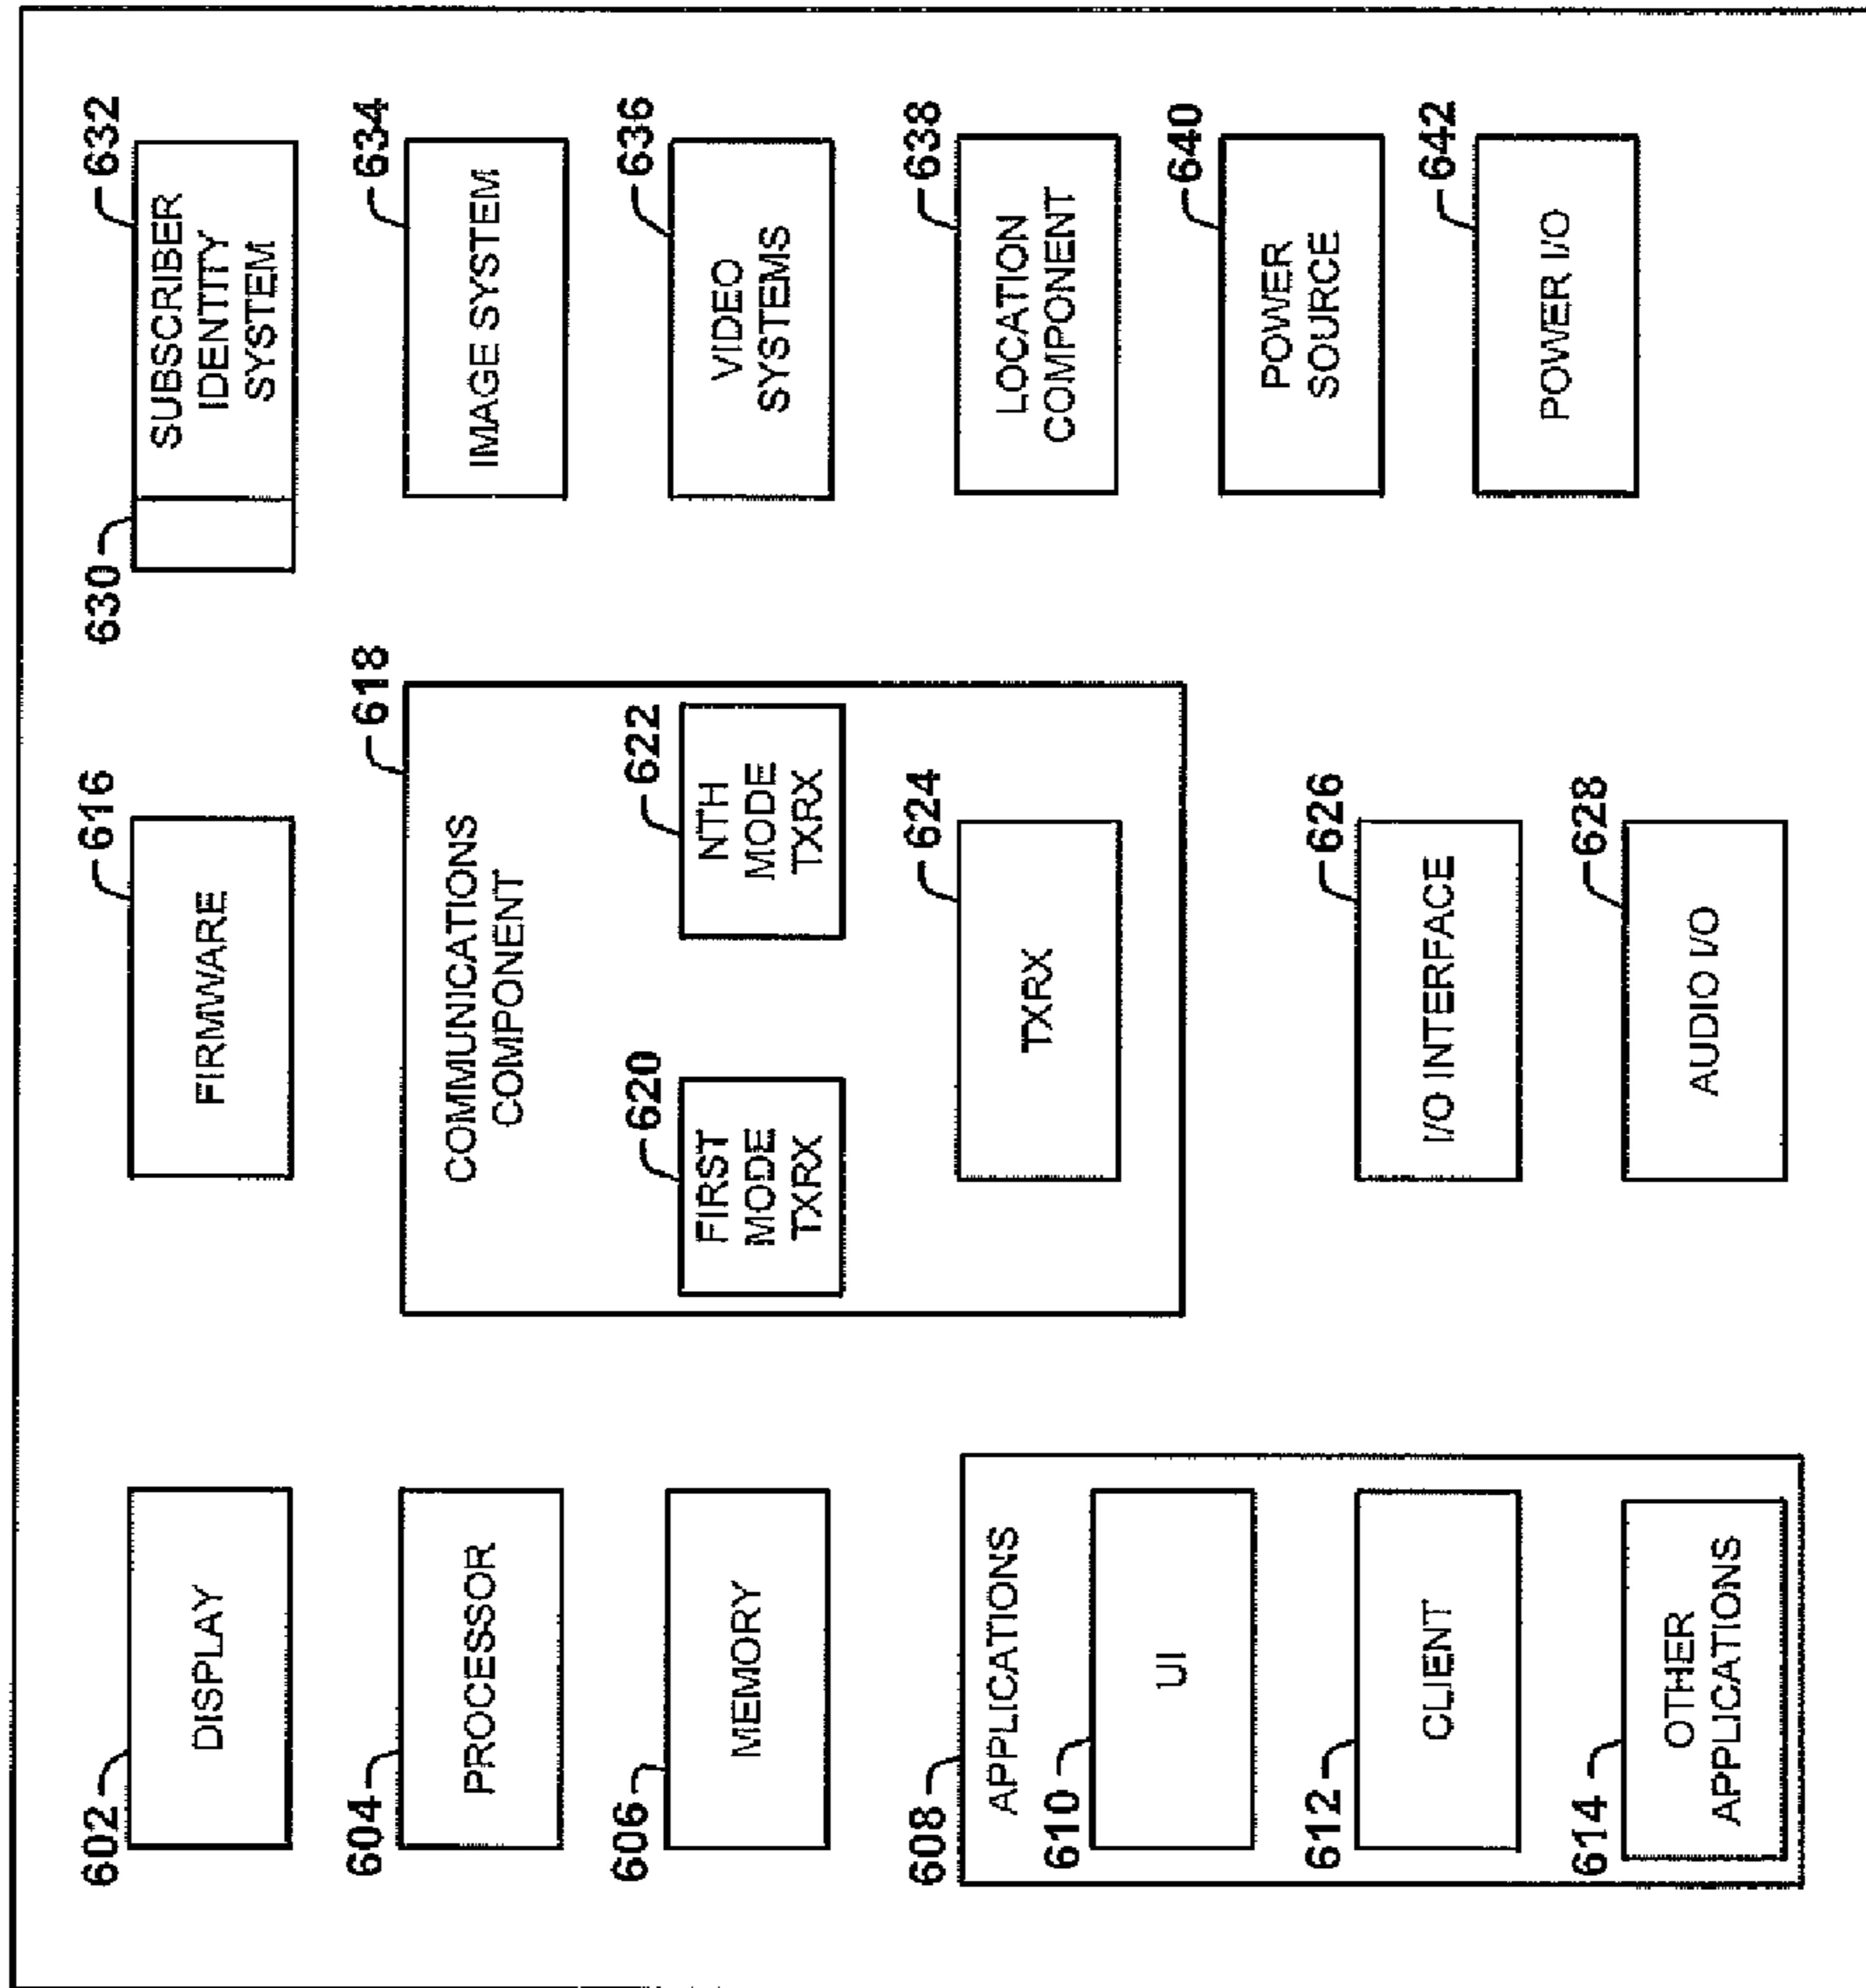 602
DISPLAY
604
PROCESSOR
606
MEMORY
608
APPLICATIONS
610
UI
612
CLIENT
614
OTHER
APPLICATIONS
616
FIRMWARE
618
COMMUNICATIONS
COMPONENT
620
FIRST
MODE
TXRX
622
NTH
MODE
TXRX
624
TXRX
626
I/O INTERFACE
628
AUDIO I/O
630
632
SUBSCRIBER
IDENTITY
SYSTEM
634
IMAGE SYSTEM
636
VIDEO
SYSTEMS
638
LOCATION
COMPONENT
640
POWER
SOURCE
642
POWER I/O